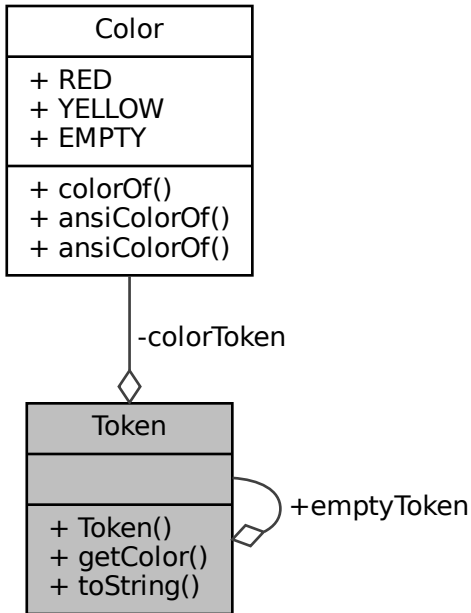 Color
+ RED
+ YELLOW
+ EMPTY
+ colorOf()
+ ansiColorOf()
+ ansiColorOf()
-colorToken
Token
+emptyToken
+ Token()
+ getColor()
+ toString()